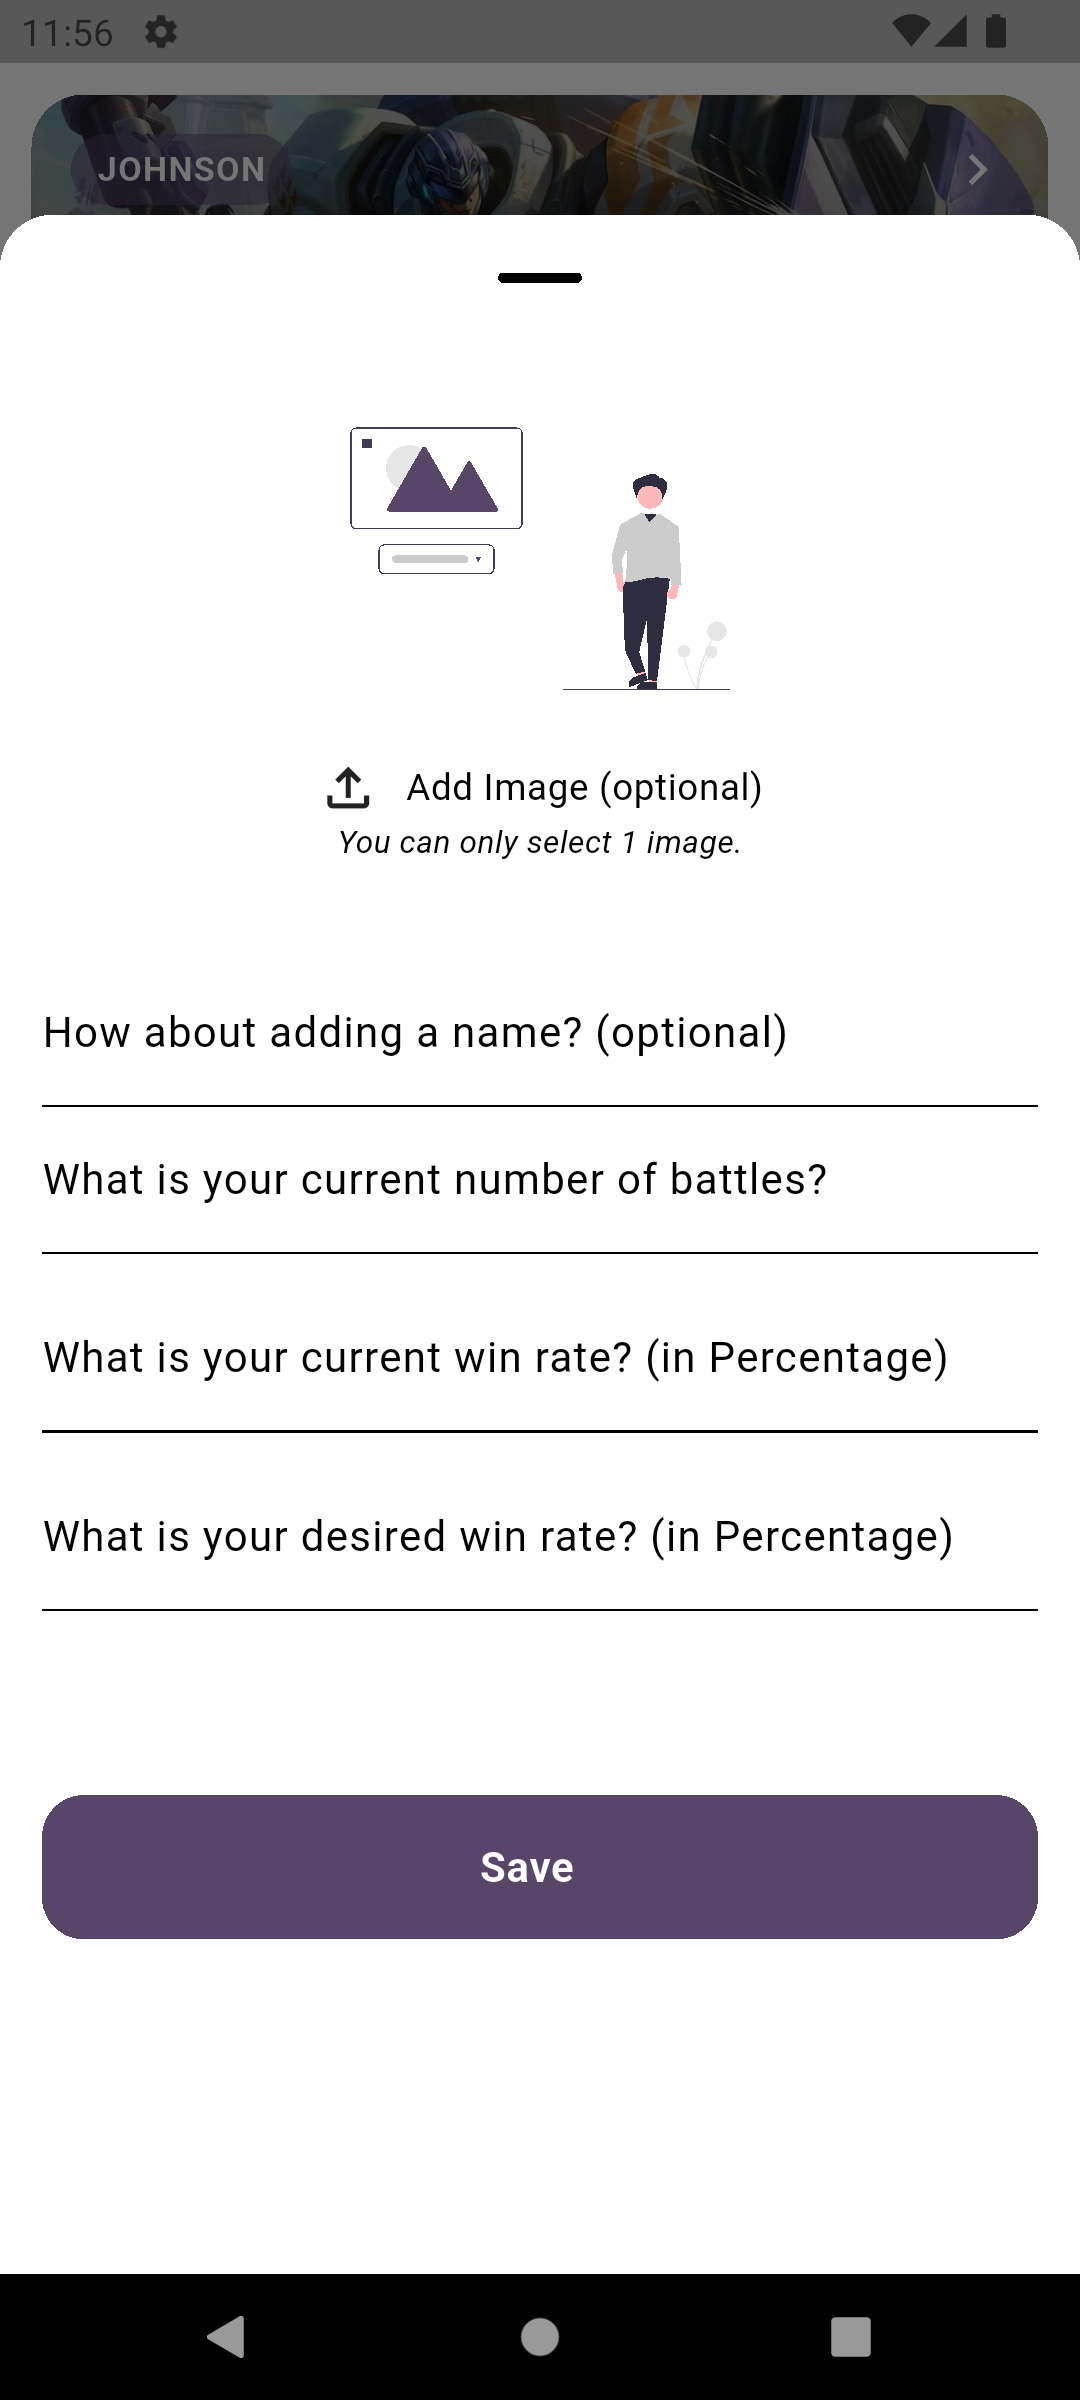 11:56
JOHNSON
Add Image (optional)
You can only select 1 image.
How about adding a name? (optional)
What is your current number of battles?
What is your current win rate? (in Percentage)
What is your desired win rate? (in Percentage)
Save